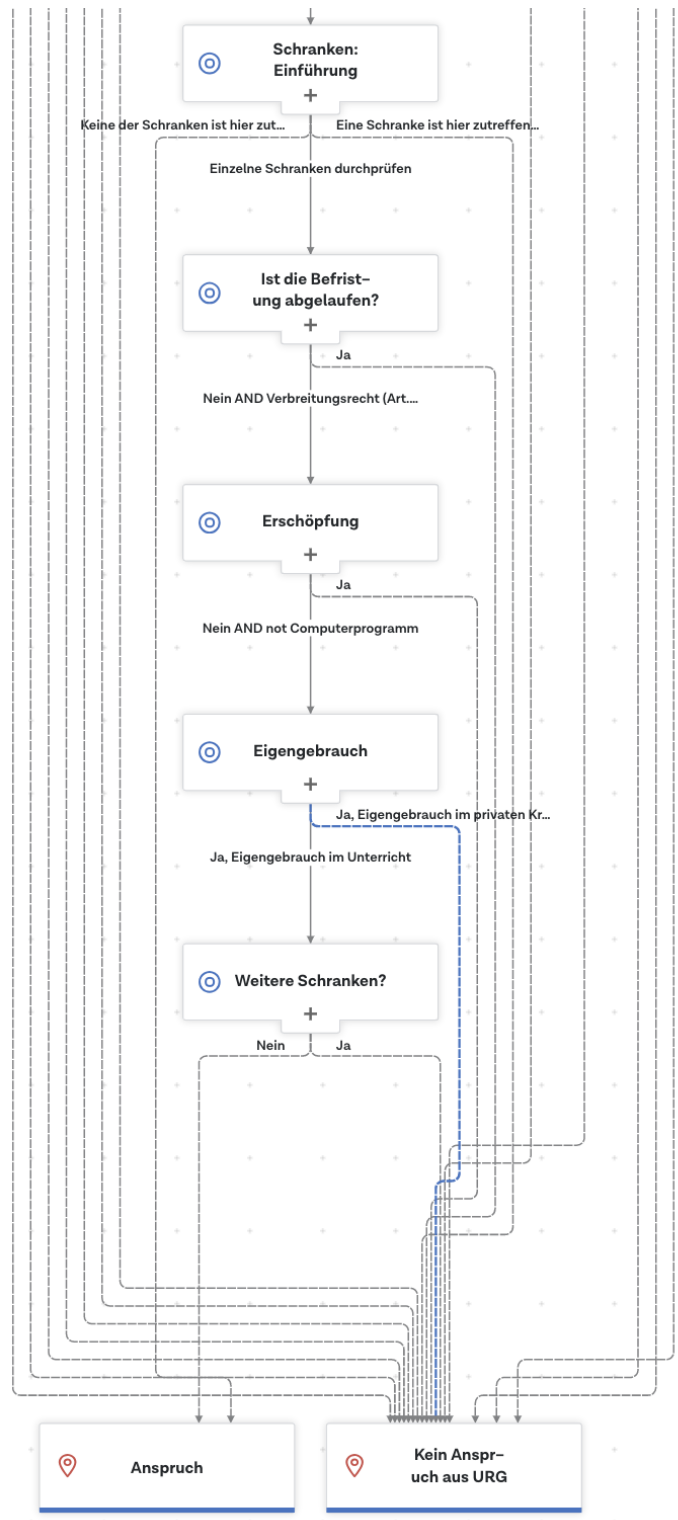 Schranken:
Einführung
Keine der Schranken ist hier zut...
Eine Schranke ist hier zutreffen...
Einzelne Schranken durchprüfen
Ist die Befrist–
ung abgelaufen?
Ja
Nein AND Verbreitungsrecht (Art....
Erschöpfung
Ja
Nein AND not Computerprogramm
Eigengebrauch
Ja, Eigengebrauch im privaten Kr...
Ja, Eigengebrauch im Unterricht
Weitere Schranken?
Nein
Ja
Anspruch
Kein Anspr–
uch aus URG